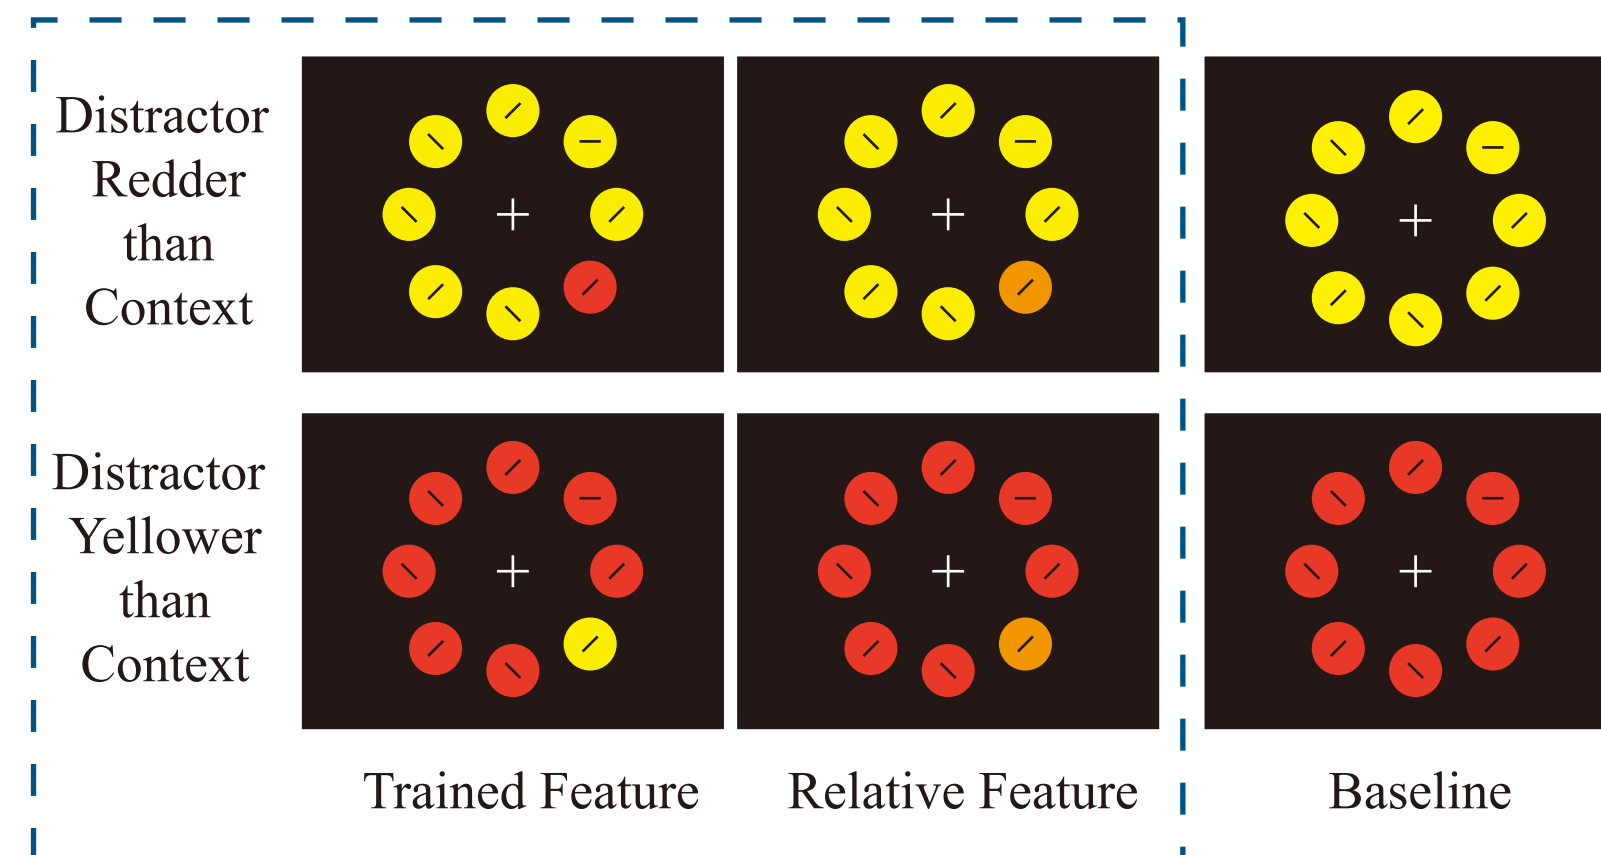 Distractor
Redder
than
Context
Distractor
Yellower
than
Context
Trained Feature
Relative Feature
Baseline